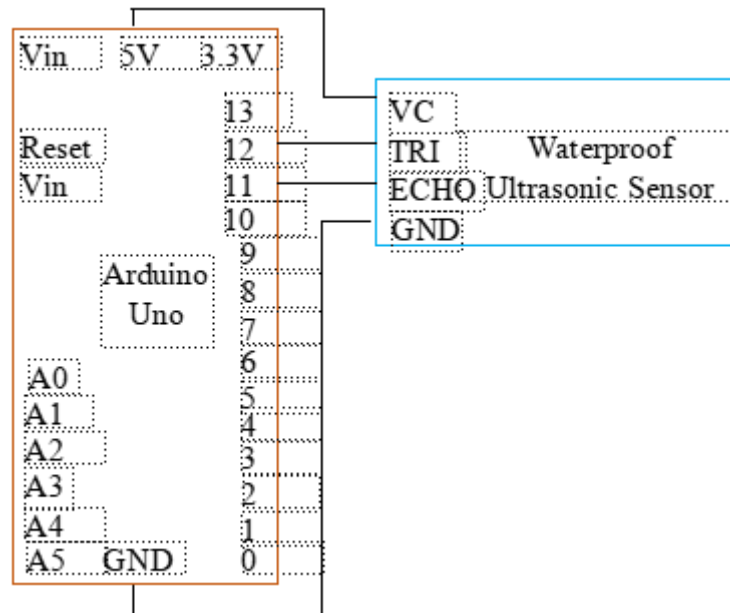 Vin 5V 3.3V
13
Reset 12
Vin 11
10
9
8
7
6
5
4
3
2
1
0
Arduino
Uno
A0
A1
A2
A3
A4
A5 GND
VC
TRI
ECHO
GND
Waterproof
Ultrasonic Sensor